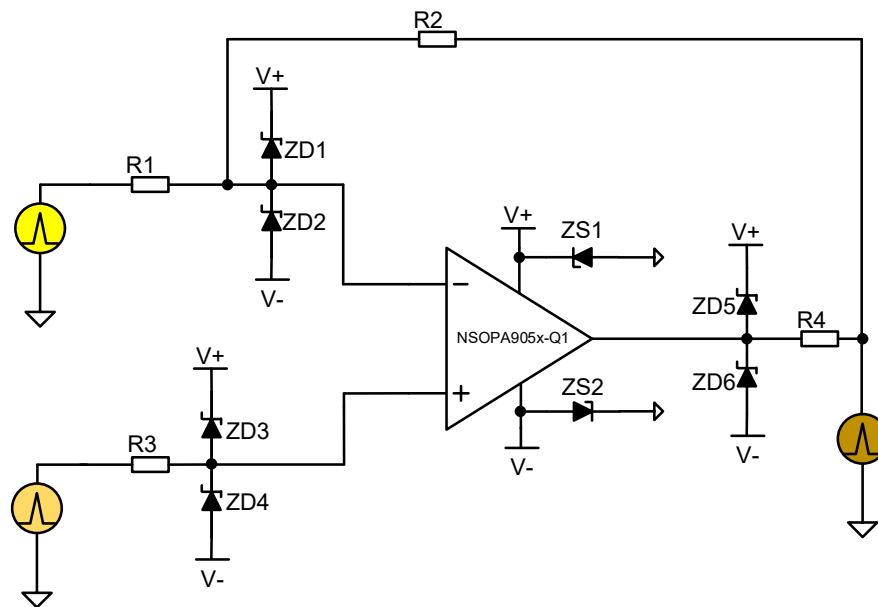 R2
V+
ZD1
R1
ZD2
V-
V+
ZS1
NSOPA905x-Q1
ZD5
R4
V+
ZD6
ZS2
V-
V-
V+
ZD3
R3
ZD4
V-
V+
−
+